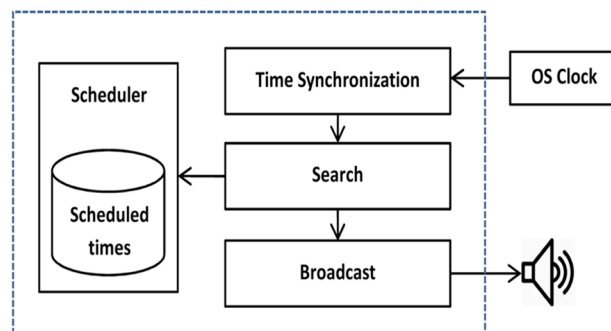 Scheduler
Scheduled
times
Time Synchronization
Search
Broadcast
OS Clock